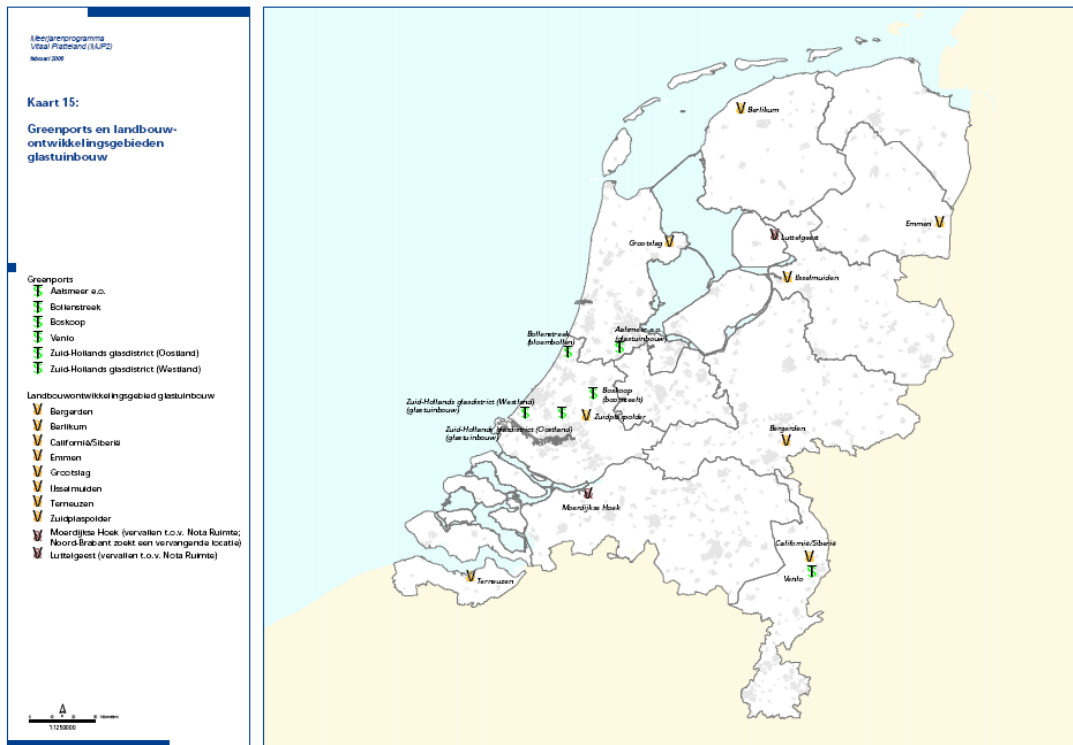 Meerjarenprogramma
Vitaal Platteland (MJP2)
februari 2006
Kaart 15:
Greenports en landbouw-
ontwikkelingsgebieden
glastuinbouw
Greenports
Aalsmeer e.o.
Bollenstreek
Boskoop
Venlo
Zuid-Hollands glasdistrict (Oostland)
Zuid-Hollands glasdistrict (Westland)
Landbouwontwikkelingsgebied glastuinbouw
Bergerden
Berlikum
Californië/Siberië
Emmen
Grootslag
IJsselmuiden
Terneuzen
Zuidplaspolder
Moerdijkse Hoek (vervallen t.o.v. Nota Ruimte;
Noord-Brabant zoekt een vervangende locatie)
Luttelgeest (vervallen t.o.v. Nota Ruimte)
Berlikum
Emmen
Grootslag
Luttelgeest
IJsselmuiden
Bollenstreek
(bloembollen)
Aalsmeer e.o.
(glastuinbouw)
Boskoop
(boomteelt)
Zuid-Hollands glasdistrict (Westland)
(glastuinbouw)
Zuidplaspolder
Zuid-Hollands glasdistrict (Oostland)
(glastuinbouw)
Bergerden
Moerdijkse Hoek
Californië/Siberië
Venlo
Terneuzen